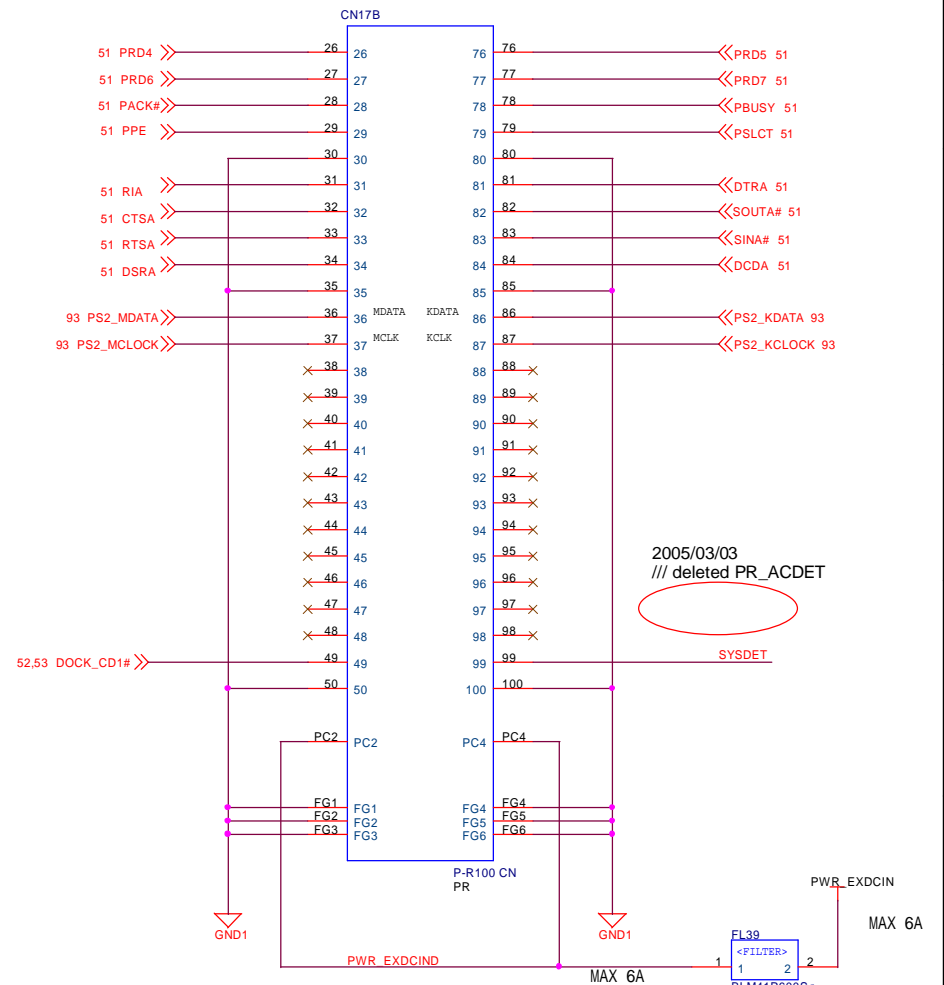 CN17B
51 PRD4 26 26 76 76 PRD5 51
51 PRD6 27 27 77 77 PRD7 51
51 PACK# 28 28 78 78 PBUSY 51
51 PPE 29 29 79 79 PSLCT 51
30 30 80 80
51 RIA 31 31 81 81 DTRA 51
51 CTSA 32 32 82 82 SOUTA# 51
51 RTSA 33 33 83 83 SINA# 51
51 DSRA 34 34 84 84 DCDA 51
35 35 85 85
93 PS2_MDATA 36 36 MDATA KDATA 86 86 PS2_KDATA 93
93 PS2_MCLOCK 37 37 MCLK KCLK 87 87 PS2_KCLOCK 93
38 38 88 88
39 39 89 89
40 40 90 90
41 41 91 91
42 42 92 92
43 43 93 93
44 44 94 94
45 45 95 95
2005/03/03
/// deleted PR_ACDET
46 46 96 96
47 47 97 97
48 48 98 98
52,53 DOCK_CD1# 49 49 99 99 SYSDET
50 50 100 100
PC2 PC2 PC4 PC4
FG1 FG1 FG4 FG4
FG2 FG2 FG5 FG5
FG3 FG3 FG6 FG6
P-R100 CN
PR
PWR_EXDCIN
MAX 6A
GND1 GND1
FL39
<FILTER>
PWR_EXDCIND 1 1 2 2
MAX 6A